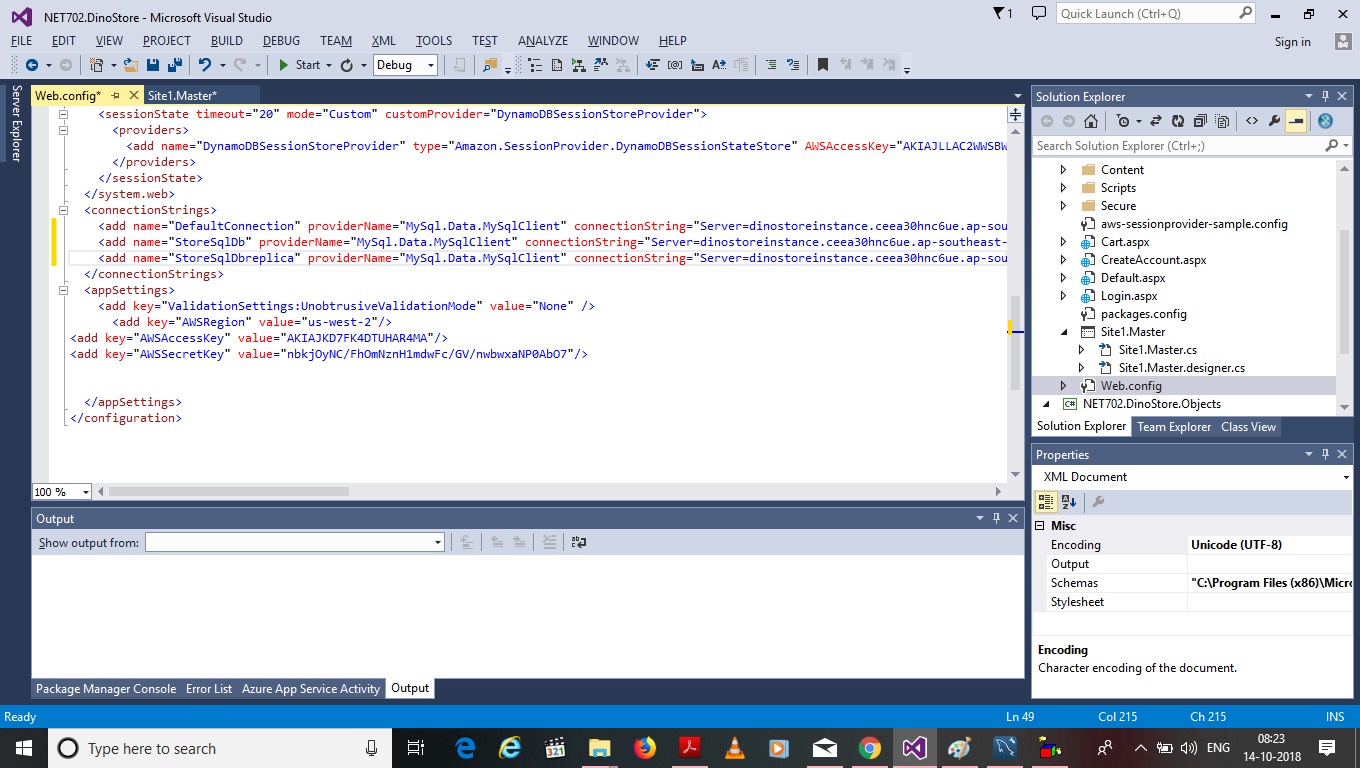 NET702.DinoStore - Microsoft Visual Studio
1
Quick Launch (Ctrl+Q)
FILE EDIT VIEW PROJECT BUILD DEBUG TEAM XML TOOLS TEST ANALYZE WINDOW HELP
Sign in
Start
Debug
Server Explorer
Web.config*
Site1.Master*
<sessionState timeout="20" mode="Custom" customProvider="DynamoDBSessionStoreProvider">
<providers>
<add name="DynamoDBSessionStoreProvider" type="Amazon.SessionProvider.DynamoDBSessionStateStore" AWSAccessKey="AKIAJLLAC2WWSBW
</providers>
</sessionState>
</system.web>
<connectionStrings>
<add name="DefaultConnection" providerName="MySql.Data.MySqlClient" connectionString="Server=dinostoreinstance.ceea30hnc6ue.ap-sou
<add name="StoreSqlDb" providerName="MySql.Data.MySqlClient" connectionString="Server=dinostoreinstance.ceea30hnc6ue.ap-southeast-
<add name="StoreSqlDbreplica" providerName="MySql.Data.MySqlClient" connectionString="Server=dinostoreinstance.ceea30hnc6ue.ap-sou
</connectionStrings>
<appSettings>
<add key="ValidationSettings:UnobtrusiveValidationMode" value="None" />
<add key="AWSRegion" value="us-west-2"/>
<add key="AWSAccessKey" value="AKIAJKD7FK4DTUHAR4MA"/>
<add key="AWSSecretKey" value="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"/>
</appSettings>
</configuration>
100 %
Output
Show output from:
Package Manager Console Error List Azure App Service Activity Output
Solution Explorer
Search Solution Explorer (Ctrl+;)
Content
Scripts
Secure
aws-sessionprovider-sample.config
Cart.aspx
CreateAccount.aspx
Default.aspx
Login.aspx
packages.config
Site1.Master
Site1.Master.cs
Site1.Master.designer.cs
Web.config
C# NET702.DinoStore.Objects
Solution Explorer Team Explorer Class View
Properties
XML Document
Misc
Encoding Unicode (UTF-8)
Output
Schemas "C:\Program Files (x86)\Micro
Stylesheet
Encoding
Character encoding of the document.
Ready
Ln 49
Col 215
Ch 215
INS
Type here to search
321
ENG
08:23
14-10-2018